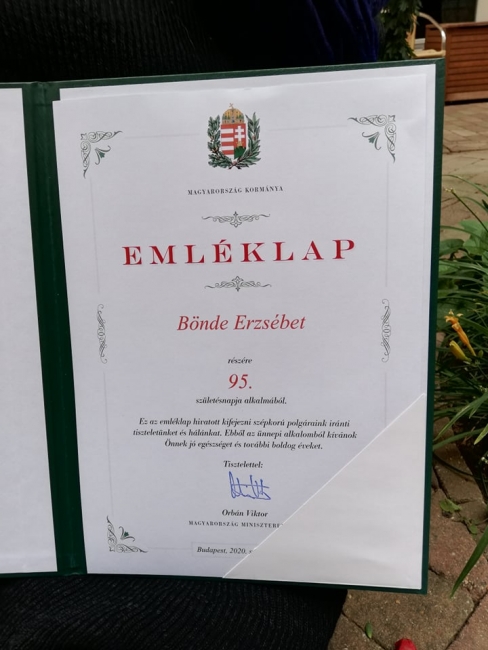 MAGYARORSZÁG KORMÁNYA
EMLÉKLAP
Bönde Erzsébet
részére
95.
születésnapja alkalmából.
Ez az emléklap hivatott kifejezni szépkorú polgáraink iránti
tiszteletünket és hálánkat. Ebből az ünnepi alkalomból kívánok
Önnek jó egészséget és további boldog éveket.
Tisztelettel:
Orbán Viktor
MAGYARORSZÁG MINISZTERE
Budapest, 2020.